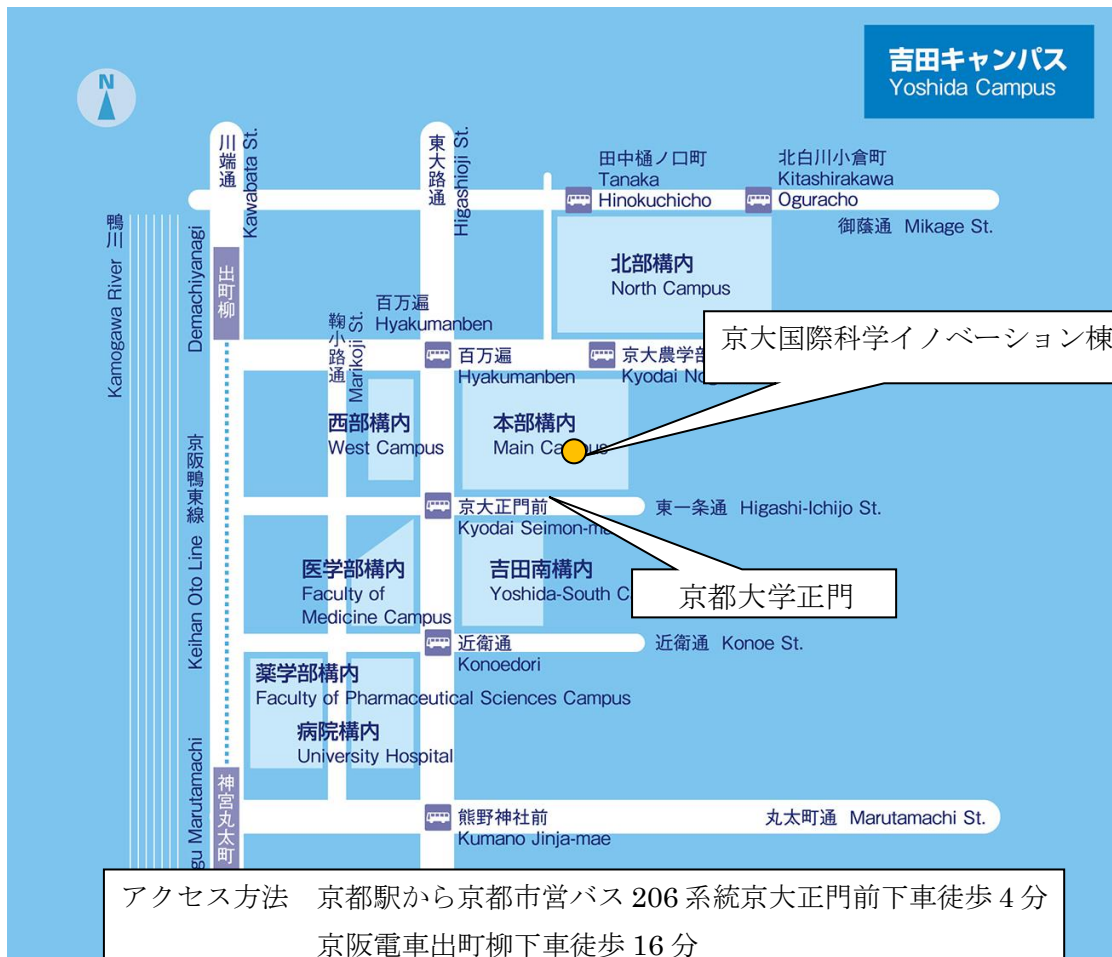 吉田キャンパス
Yoshida Campus
N
川端通
Kawabata St.
東大路通
Higashioji St.
田中樋ノ口町
Tanaka
Hinokuchicho
北白川小倉町
Kitashirakawa
Oguracho
御蔭通 Mikage St.
鴨川
Kamogawa River
出町柳
Demachiyanagi
北部構内
North Campus
百万遍
Hyakumanben
鞠小路通
Marikoji St.
百万遍
Hyakumanben
京大農学部
Kyodai
京大国際科学イノベーション棟
西部構内
West Campus
本部構内
Main Campus
京阪鴨東線
Keihan Oto Line
京大正門前
Kyodai Seimon-ma
東一条通 Higashi-Ichijo St.
医学部構内
Faculty of
Medicine Campus
吉田南構内
Yoshida-South C
京都大学正門
近衛通
Konoedori
近衛通 Konoe St.
薬学部構内
Faculty of Pharmaceutical Sciences Campus
病院構内
University Hospital
神宮丸太町
gu Marutamachi
熊野神社前
Kumano Jinja-mae
丸太町通 Marutamachi St.
アクセス方法 京都駅から京都市営バス 206 系統京大正門前下車徒歩 4 分
京阪電車出町柳下車徒歩 16 分